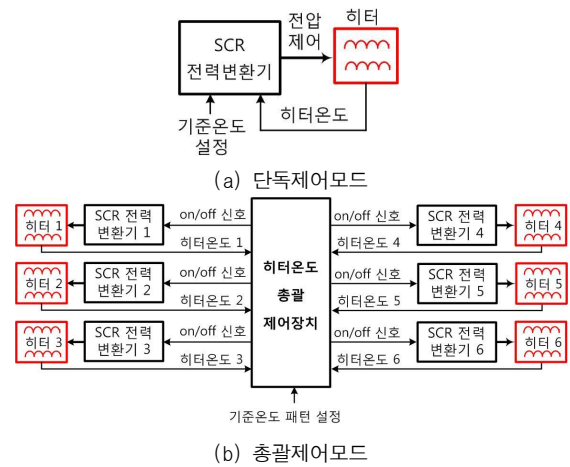 SCR
전력변환기
전압
제어
히터
히터온도
기준온도
설정
(a) 단독제어모드
히터 1
SCR 전력
변환기 1
on/off 신호
히터온도 1
히터 2
SCR 전력
변환기 2
on/off 신호
히터온도 2
히터 3
SCR 전력
변환기 3
on/off 신호
히터온도 3
히터온도
총괄
제어장치
on/off 신호
히터온도 4
SCR 전력
변환기 4
히터 4
on/off 신호
히터온도 5
SCR 전력
변환기 5
히터 5
on/off 신호
히터온도 6
SCR 전력
변환기 6
히터 6
기준온도 패턴 설정
(b) 총괄제어모드